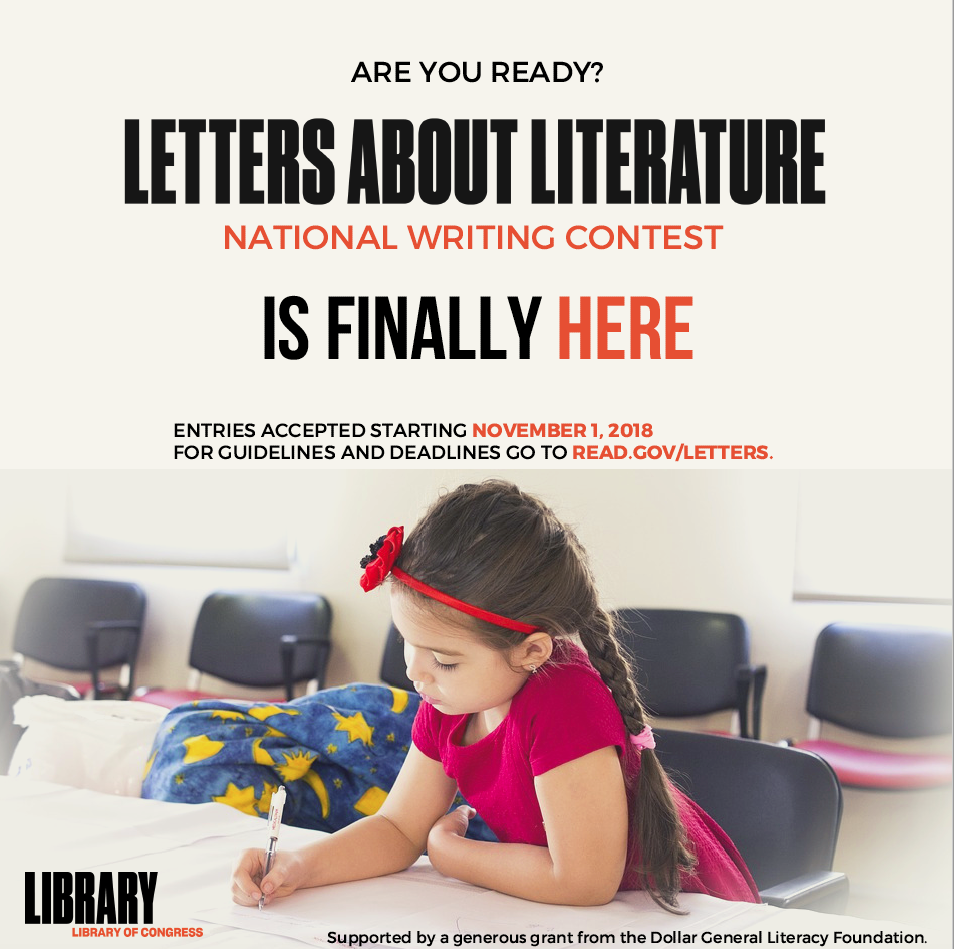 ARE YOU READY?
LETTERS ABOUT LITERATURE
NATIONAL WRITING CONTEST
IS FINALLY HERE
ENTRIES ACCEPTED STARTING NOVEMBER 1, 2018
FOR GUIDELINES AND DEADLINES GO TO READ.GOV/LETTERS.
LIBRARY
LIBRARY OF CONGRESS
Supported by a generous grant from the Dollar General Literacy Foundation.